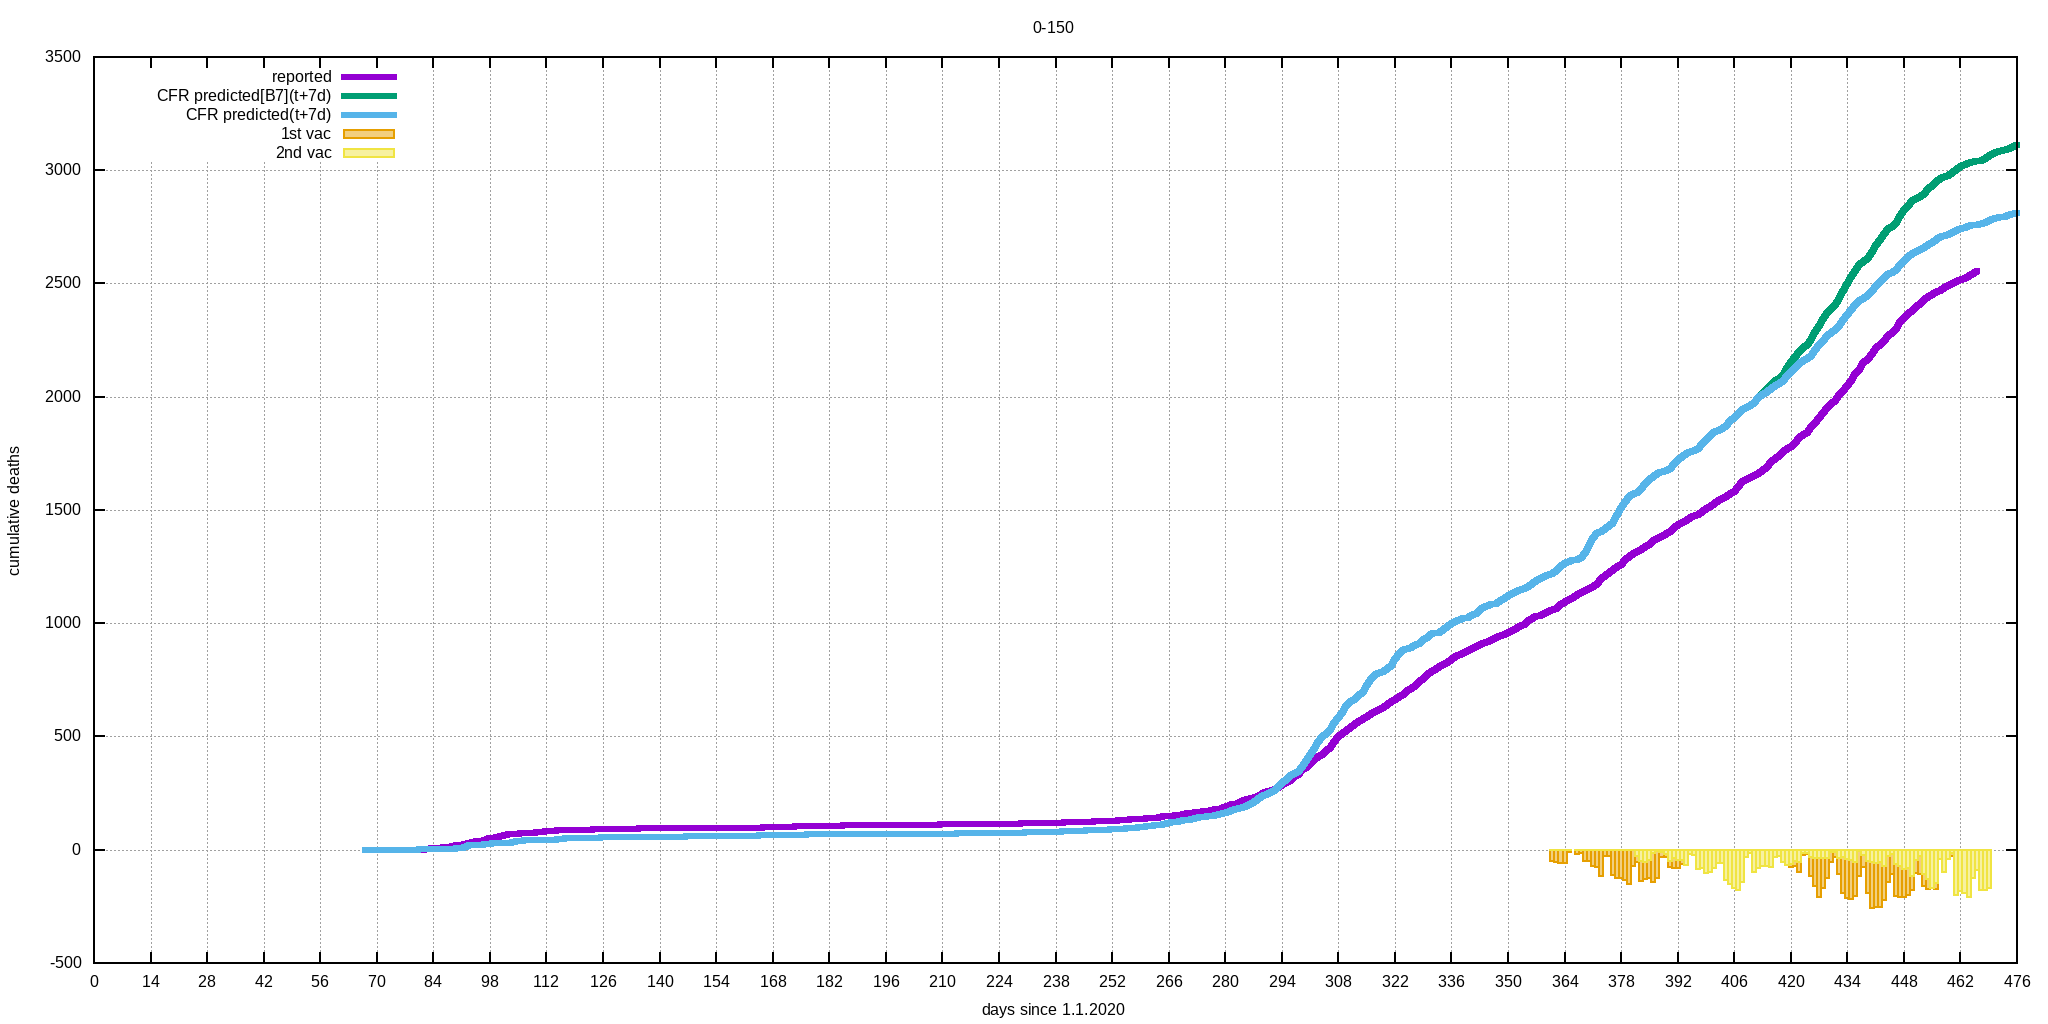 0-150
3500
3000
2500
2000
1500
1000
500
0
-500
reported
CFR predicted[B7](t+7d)
CFR predicted(t+7d)
1st vac
2nd vac
cumulative deaths
0 14 28 42 56 70 84 98 112 126 140 154 168 182 196 210 224 238 252 266 280 294 308 322 336 350 364 378 392 406 420 434 448 462 476
days since 1.1.2020